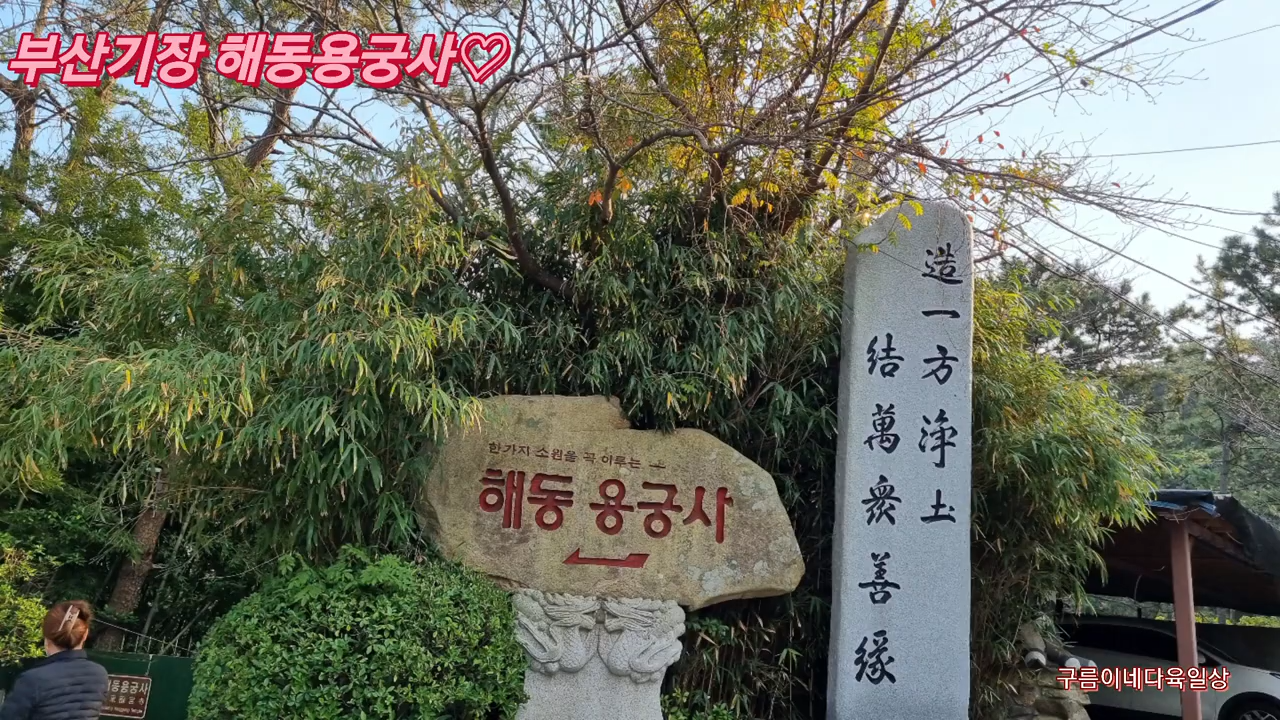 부산기장 해동용궁사♡
한가지 소원을 꼭 이루는
해동 용궁사
造一方浄土
結萬衆善緣
해동용궁사
구름이네다육일상